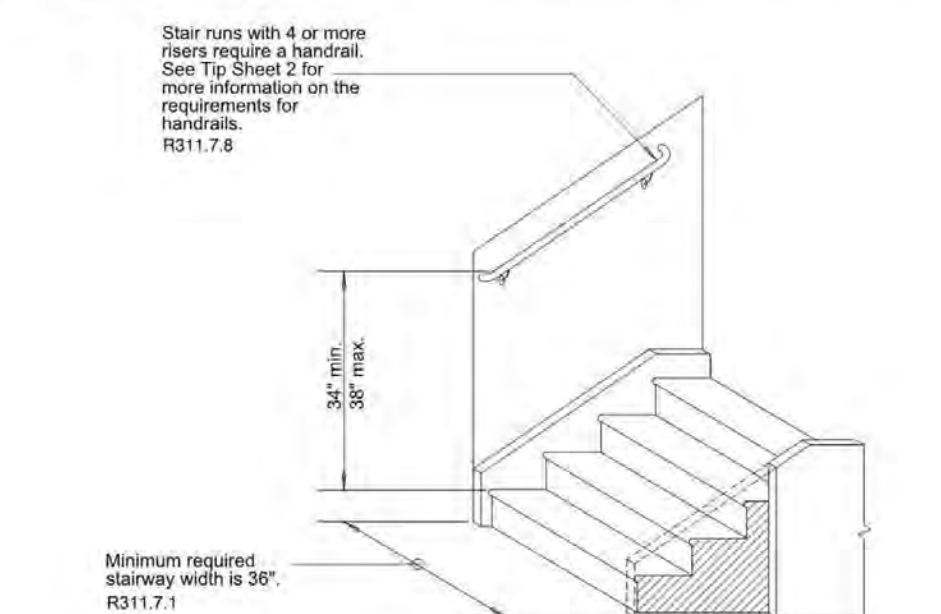 Stair runs with 4 or more
risers require a handrail.
See Tip Sheet 2 for
more information on the
requirements for
handrails.
R311.7.8
34" min.
38" max.
Minimum required
stairway width is 36".
R311.7.1